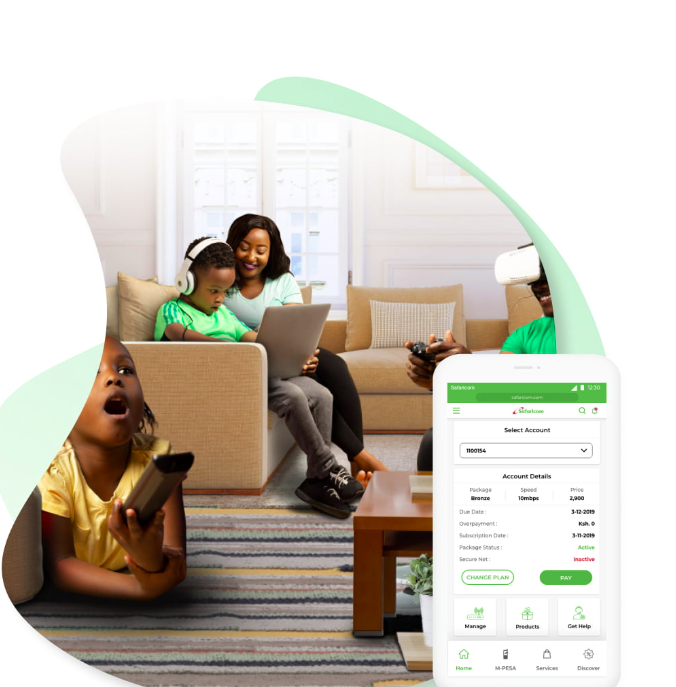 Safaricom 12:30
safaricom.com
Safaricom
Select Account
1100154
Account Details
Package Speed Price
Bronze 10mbps 2,900
Due Date : 3-12-2019
Overpayment : Ksh. 0
Subscription Date : 3-11-2019
Package Status : Active
Secure Net : Inactive
CHANGE PLAN PAY
Manage Products Get Help
Home M-PESA Services Discover